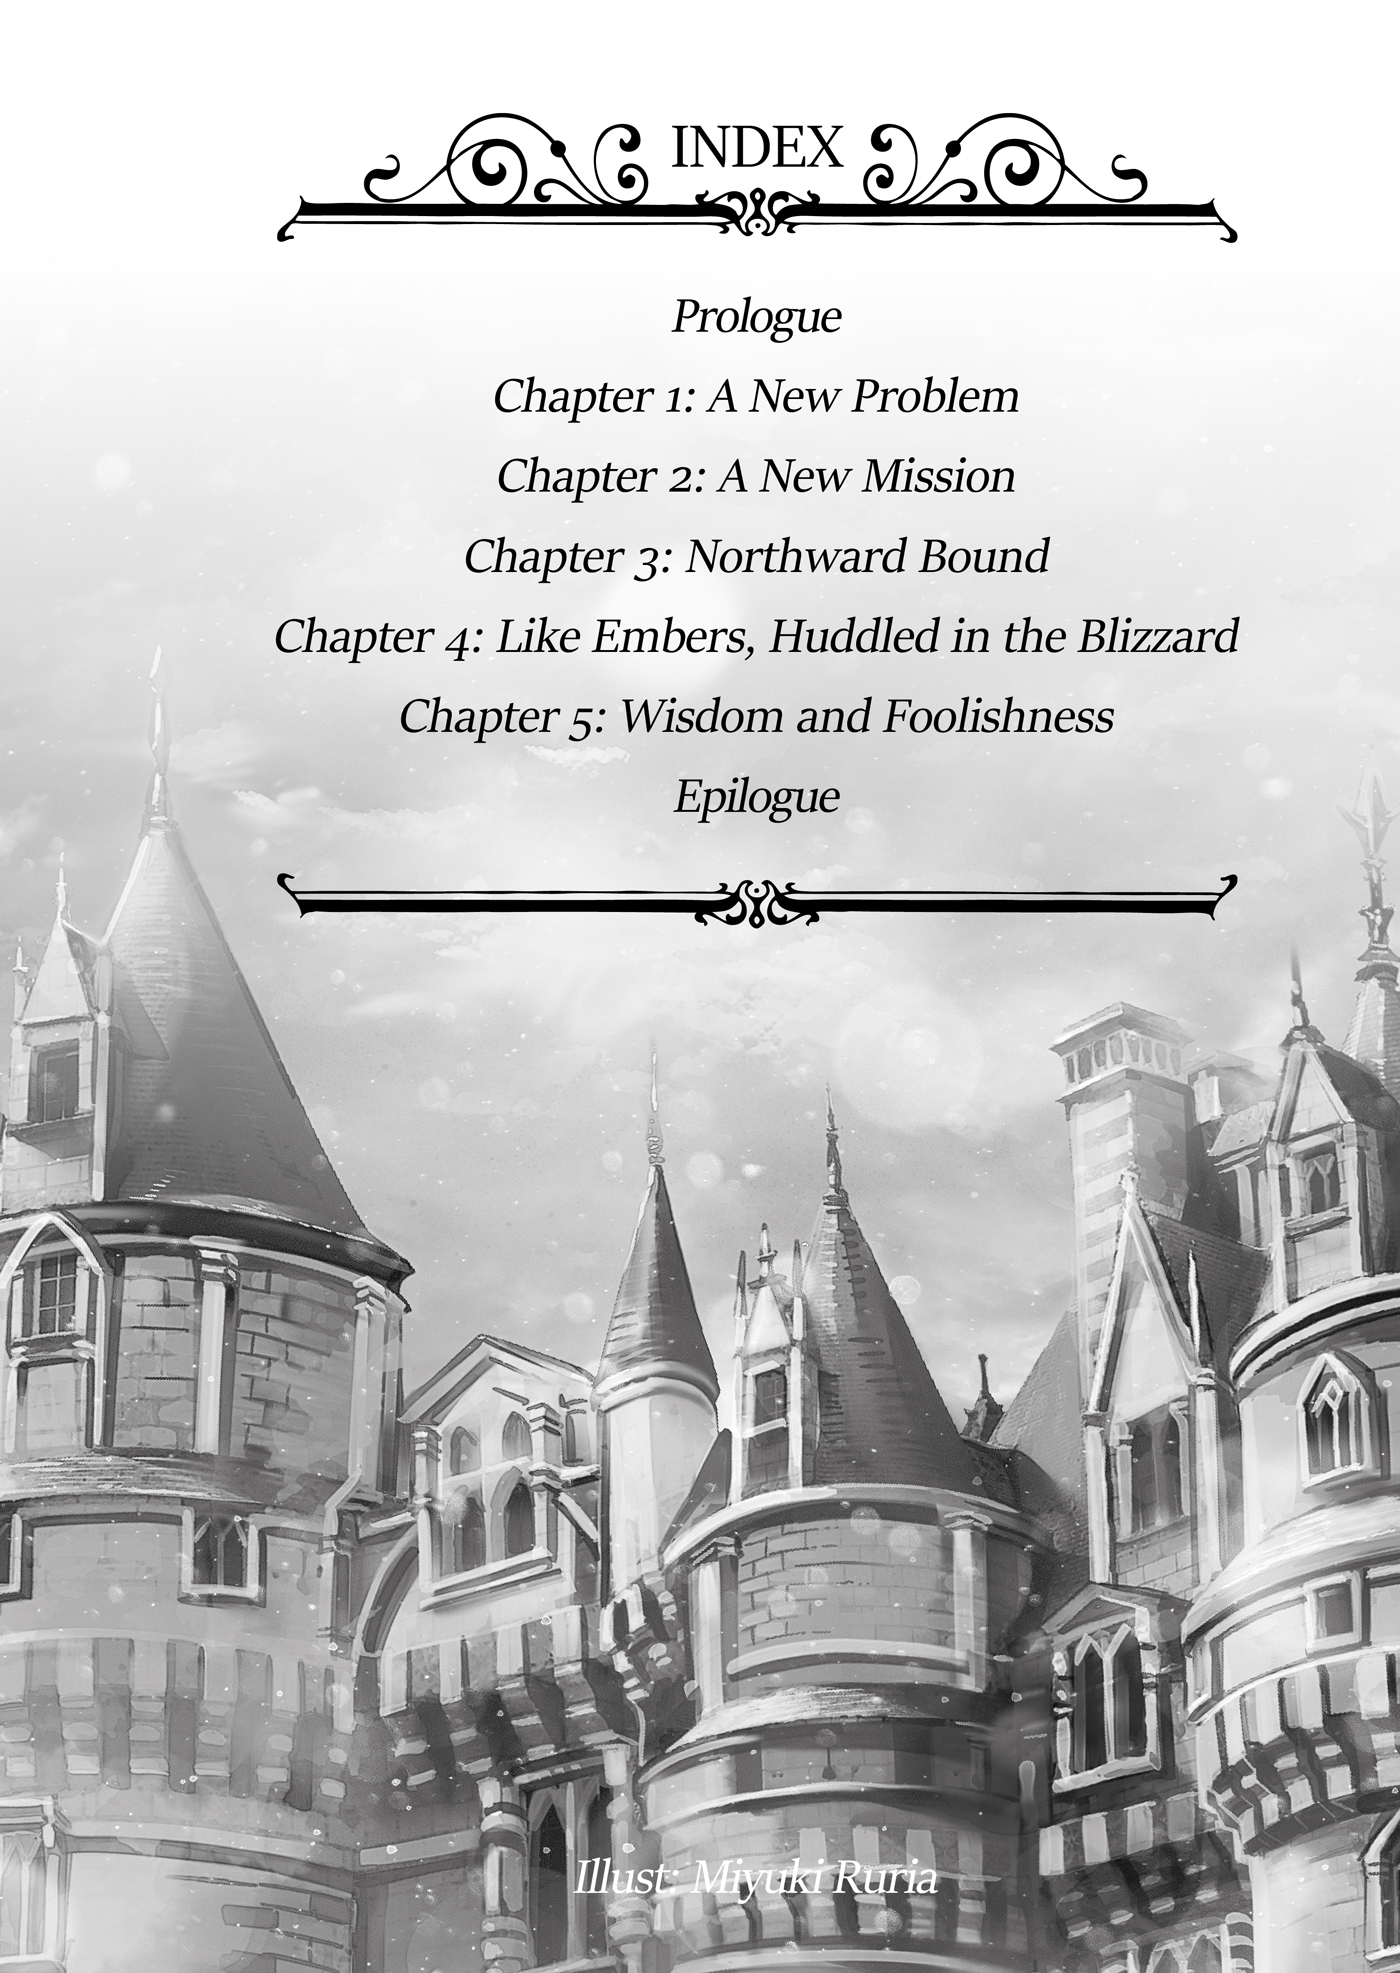 INDEX
Prologue
Chapter 1: A New Problem
Chapter 2: A New Mission
Chapter 3: Northward Bound
Chapter 4: Like Embers, Huddled in the Blizzard
Chapter 5: Wisdom and Foolishness
Epilogue
Illust: Miyuki Ruria